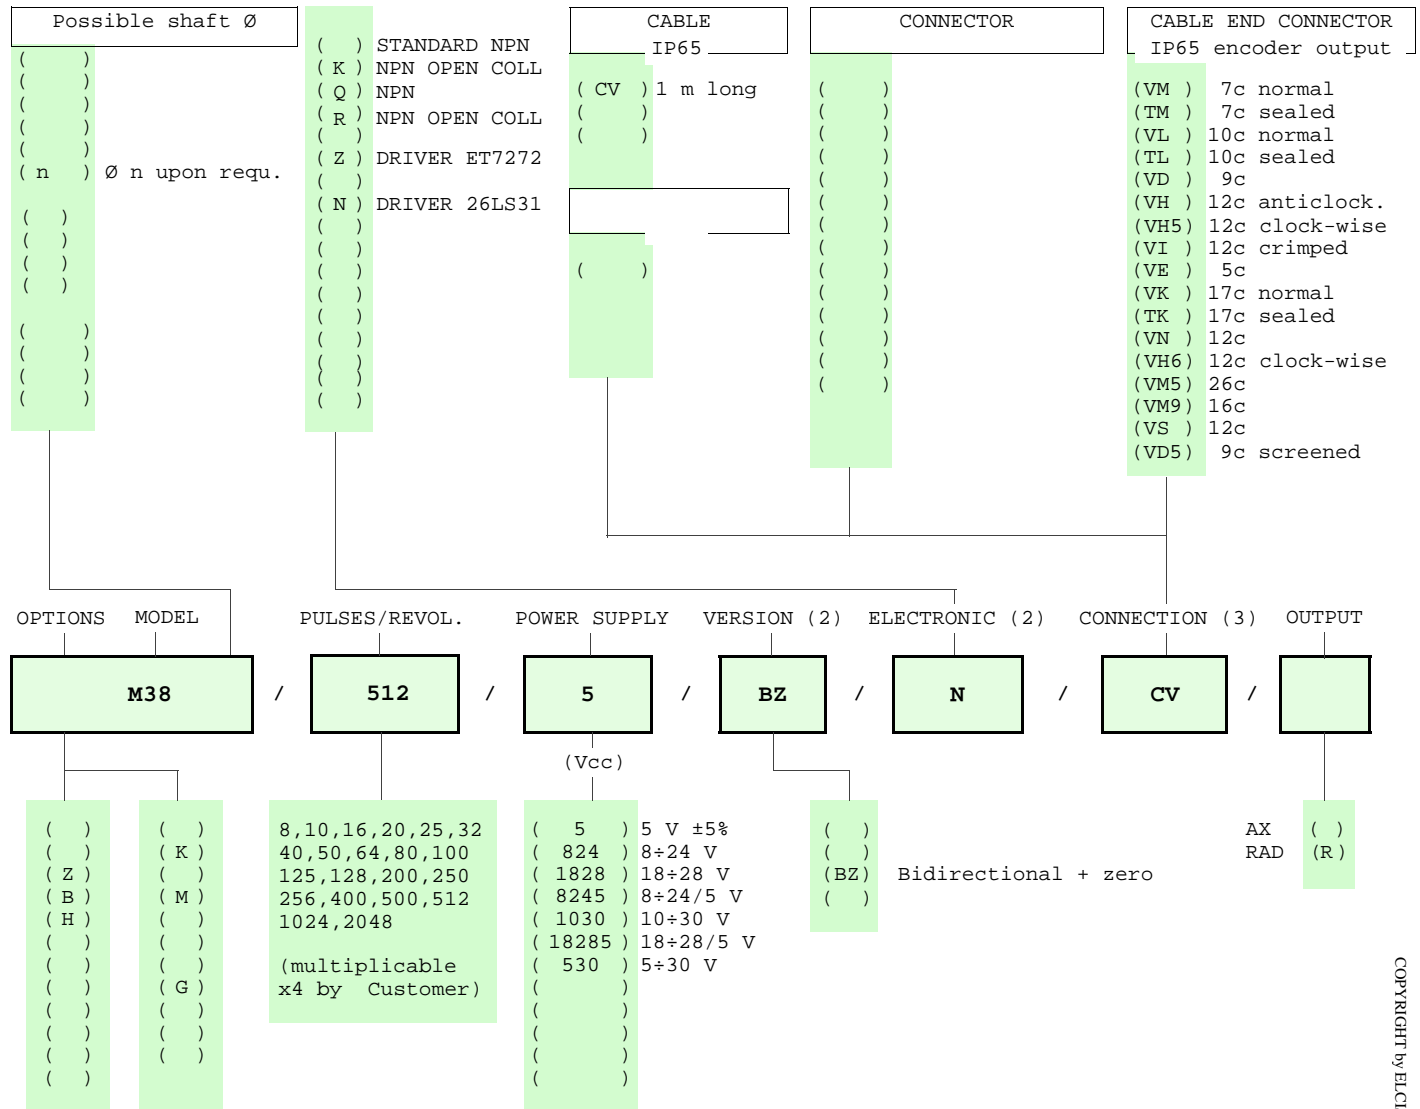 Possible shaft Ø
( )
( )
( )
( )
( )
( n ) Ø n upon requ.
( )
( )
( )
( )
( )
( )
( )
( )
( ) STANDARD NPN
( K ) NPN OPEN COLL
( Q ) NPN
( R ) NPN OPEN COLL
( )
( Z ) DRIVER ET7272
( )
( N ) DRIVER 26LS31
( )
( )
( )
( )
( )
( )
( )
( )
( )
CABLE
IP65
( CV ) 1 m long
( )
( )
( )
CONNECTOR
( )
( )
( )
( )
( )
( )
( )
( )
( )
( )
( )
( )
( )
( )
CABLE END CONNECTOR
IP65 encoder output
(VM ) 7c normal
(TM ) 7c sealed
(VL ) 10c normal
(TL ) 10c sealed
(VD ) 9c
(VH ) 12c anticlock.
(VH5) 12c clock-wise
(VI ) 12c crimped
(VE ) 5c
(VK ) 17c normal
(TK ) 17c sealed
(VN ) 12c
(VH6) 12c clock-wise
(VM5) 26c
(VM9) 16c
(VS ) 12c
(VD5) 9c screened
OPTIONS MODEL PULSES/REVOL. POWER SUPPLY VERSION (2) ELECTRONIC (2) CONNECTION (3) OUTPUT
M38 / 512 / 5 / BZ / N / CV /
(Vcc)
( )
( )
( Z )
( B )
( H )
( )
( )
( )
( )
( )
( )
( )
( )
( K )
( )
( M )
( )
( )
( )
( G )
( )
( )
( )
8,10,16,20,25,32
40,50,64,80,100
125,128,200,250
256,400,500,512
1024,2048
(multiplicable
x4 by Customer)
( 5 ) 5 V ±5%
( 824 ) 8÷24 V
( 1828 ) 18÷28 V
( 8245 ) 8÷24/5 V
( 1030 ) 10÷30 V
( 18285 ) 18÷28/5 V
( 530 ) 5÷30 V
( )
( )
( )
( )
( )
( )
( )
(BZ) Bidirectional + zero
( )
AX ( )
RAD (R)
COPYRIGHT by ELCI